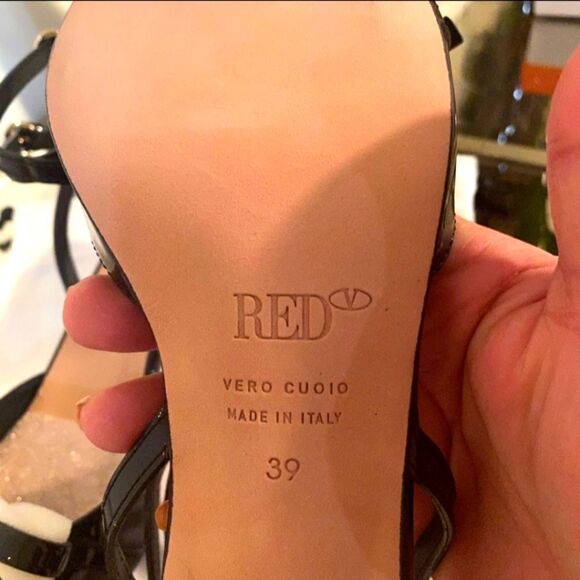 RED V
VERO CUOIO
MADE IN ITALY
39